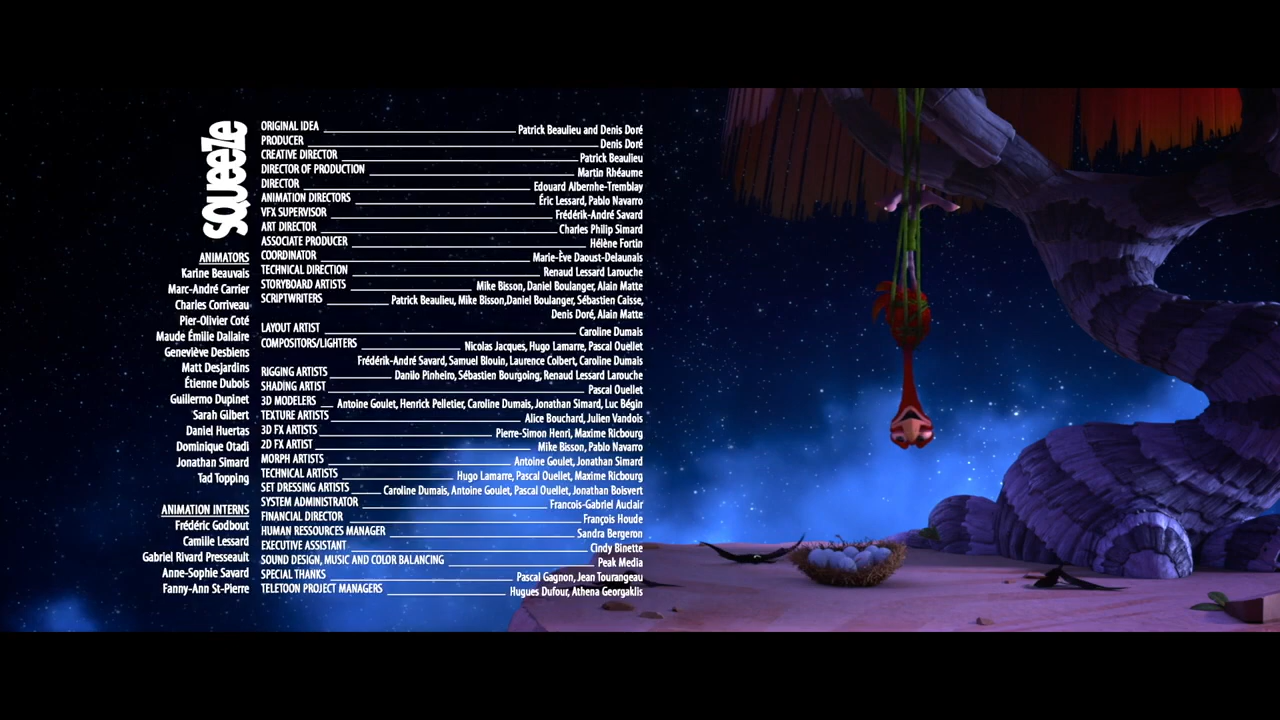 squeeze
ANIMATORS
Karine Beauvais
Marc-André Carrier
Charles Corriveau
Pier-Olivier Coté
Maude Émilie Dallaire
Geneviève Desbiens
Matt Desjardins
Étienne Dubois
Guillermo Dupinet
Sarah Gilbert
Daniel Huertas
Dominique Otadi
Jonathan Simard
Tad Topping
ANIMATION INTERNS
Frédéric Godbout
Camille Lessard
Gabriel Rivard Presseault
Anne-Sophie Savard
Fanny-Ann St-Pierre
ORIGINAL IDEA Patrick Beaulieu and Denis Doré
PRODUCER Denis Doré
CREATIVE DIRECTOR Patrick Beaulieu
DIRECTOR OF PRODUCTION Martin Rhéaume
DIRECTOR Edouard Albernhe-Tremblay
ANIMATION DIRECTORS Éric Lessard, Pablo Navarro
VFX SUPERVISOR Frédérik-André Savard
ART DIRECTOR Charles Philip Simard
ASSOCIATE PRODUCER Hélène Fortin
COORDINATOR Marie-Ève Daoust-Delaunais
TECHNICAL DIRECTION Renaud Lessard Larouche
STORYBOARD ARTISTS Mike Bisson, Daniel Boulanger, Alain Matte
SCRIPTWRITERS Patrick Beaulieu, Mike Bisson,Daniel Boulanger, Sébastien Caisse,
Denis Doré, Alain Matte
LAYOUT ARTIST Caroline Dumais
COMPOSITORS/LIGHTERS Nicolas Jacques, Hugo Lamarre, Pascal Ouellet
Frédérik-André Savard, Samuel Blouin, Laurence Colbert, Caroline Dumais
RIGGING ARTISTS Danilo Pinheiro, Sébastien Bourgoing, Renaud Lessard Larouche
SHADING ARTIST Pascal Ouellet
3D MODELERS Antoine Goulet, Henrick Pelletier, Caroline Dumais, Jonathan Simard, Luc Bégin
TEXTURE ARTISTS Alice Bouchard, Julien Vandois
3D FX ARTISTS Pierre-Simon Henri, Maxime Ricbourg
2D FX ARTIST Mike Bisson, Pablo Navarro
MORPH ARTISTS Antoine Goulet, Jonathan Simard
TECHNICAL ARTISTS Hugo Lamarre, Pascal Ouellet, Maxime Ricbourg
SET DRESSING ARTISTS Caroline Dumais, Antoine Goulet, Pascal Ouellet, Jonathan Boisvert
SYSTEM ADMINISTRATOR Francois-Gabriel Auclair
FINANCIAL DIRECTOR François Houde
HUMAN RESSOURCES MANAGER Sandra Bergeron
EXECUTIVE ASSISTANT Cindy Binette
SOUND DESIGN, MUSIC AND COLOR BALANCING Peak Media
SPECIAL THANKS Pascal Gagnon, Jean Tourangeau
TELETOON PROJECT MANAGERS Hugues Dufour, Athena Georgaklis